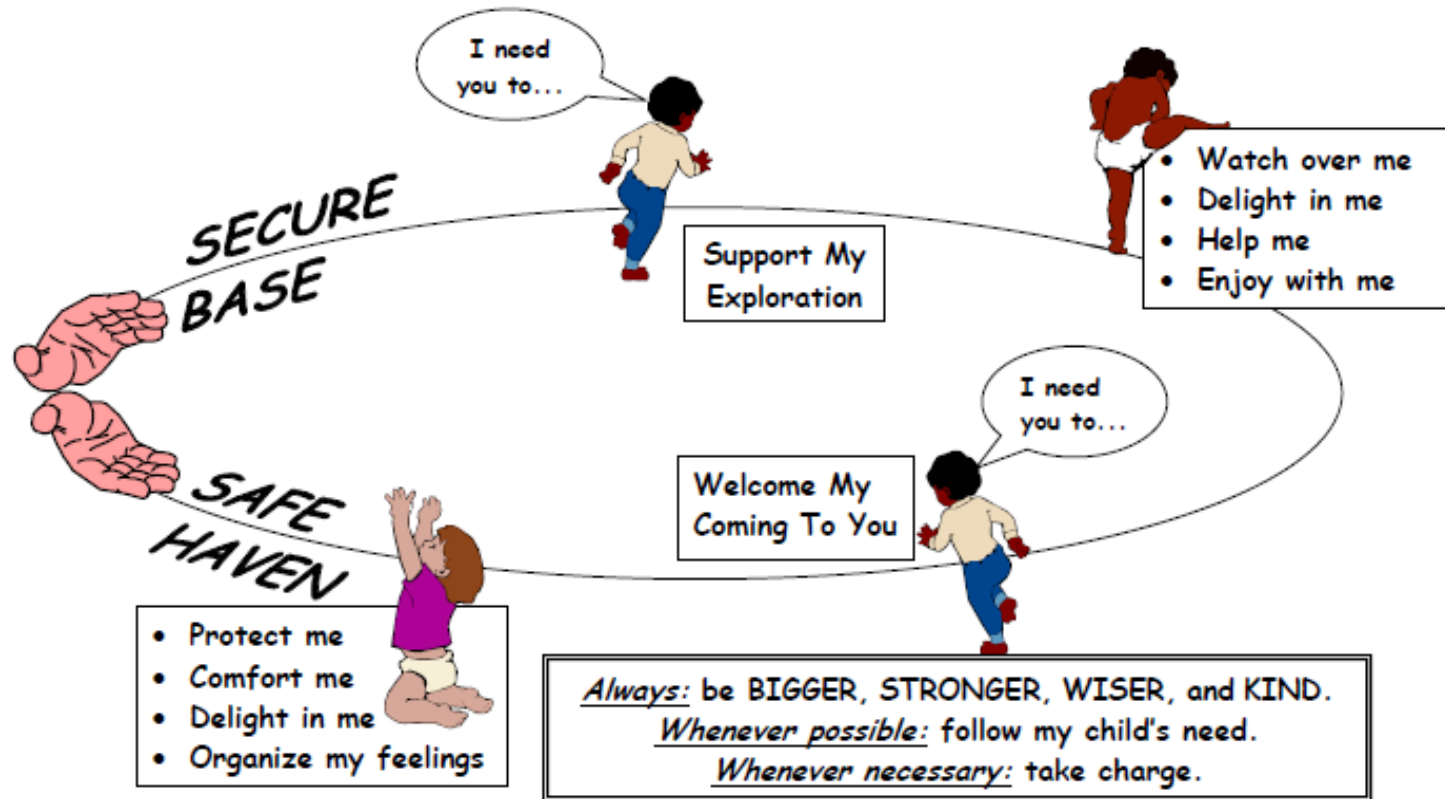 I need
you to...
SECURE
BASE
Support My
Exploration
• Watch over me
• Delight in me
• Help me
• Enjoy with me
I need
you to...
Welcome My
Coming To You
SAFE
HAVEN
• Protect me
• Comfort me
• Delight in me
• Organize my feelings
Always: be BIGGER, STRONGER, WISER, and KIND.
Whenever possible: follow my child's need.
Whenever necessary: take charge.